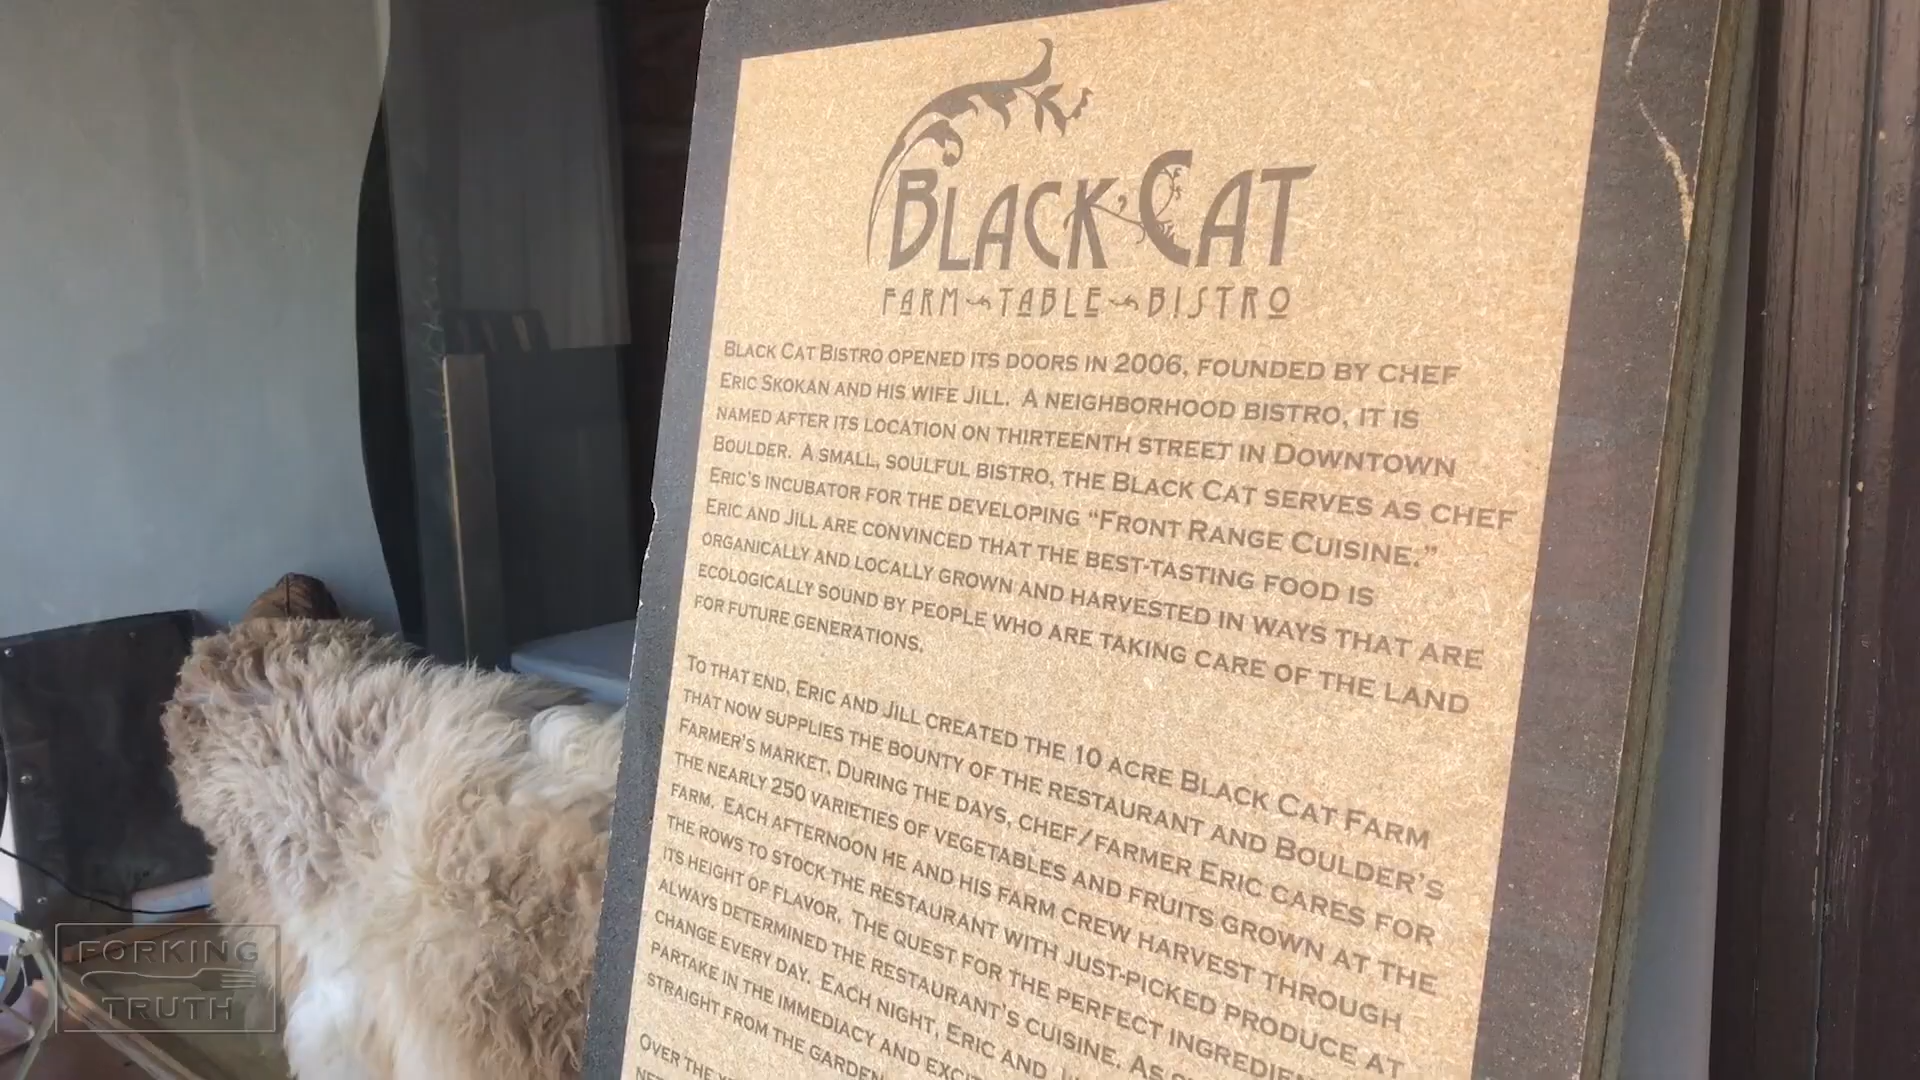 BLACK CAT
FARM TABLE BISTRO
BLACK CAT BISTRO OPENED ITS DOORS IN 2006, FOUNDED BY CHEF
ERIC SKOKAN AND HIS WIFE JILL. A NEIGHBORHOOD BISTRO, IT IS
NAMED AFTER ITS LOCATION ON THIRTEENTH STREET IN DOWNTOWN
BOULDER. A SMALL, SOULFUL BISTRO, THE BLACK CAT SERVES AS CHEF
ERIC'S INCUBATOR FOR THE DEVELOPING "FRONT RANGE CUISINE."
ERIC AND JILL ARE CONVINCED THAT THE BEST-TASTING FOOD IS
ORGANICALLY AND LOCALLY GROWN AND HARVESTED IN WAYS THAT ARE
ECOLOGICALLY SOUND BY PEOPLE WHO ARE TAKING CARE OF THE LAND
FOR FUTURE GENERATIONS.
TO THAT END, ERIC AND JILL CREATED THE 10 ACRE BLACK CAT FARM
THAT NOW SUPPLIES THE BOUNTY OF THE RESTAURANT AND BOULDER'S
FARMER'S MARKET. DURING THE DAYS, CHEF/FARMER ERIC CARES FOR
THE NEARLY 250 VARIETIES OF VEGETABLES AND FRUITS GROWN AT THE
FARM. EACH AFTERNOON HE AND HIS FARM CREW HARVEST THROUGH
THE ROWS TO STOCK THE RESTAURANT WITH JUST-PICKED PRODUCE AT
ITS HEIGHT OF FLAVOR. THE QUEST FOR THE PERFECT INGREDIEN
ALWAYS DETERMINED THE RESTAURANT'S CUISINE. AS
CHANGE EVERY DAY. EACH NIGHT, ERIC AND
PARTAKE IN THE IMMEDIACY AND EXCIT
STRAIGHT FROM THE GARDEN
OVER THE
FORKING
TRUTH